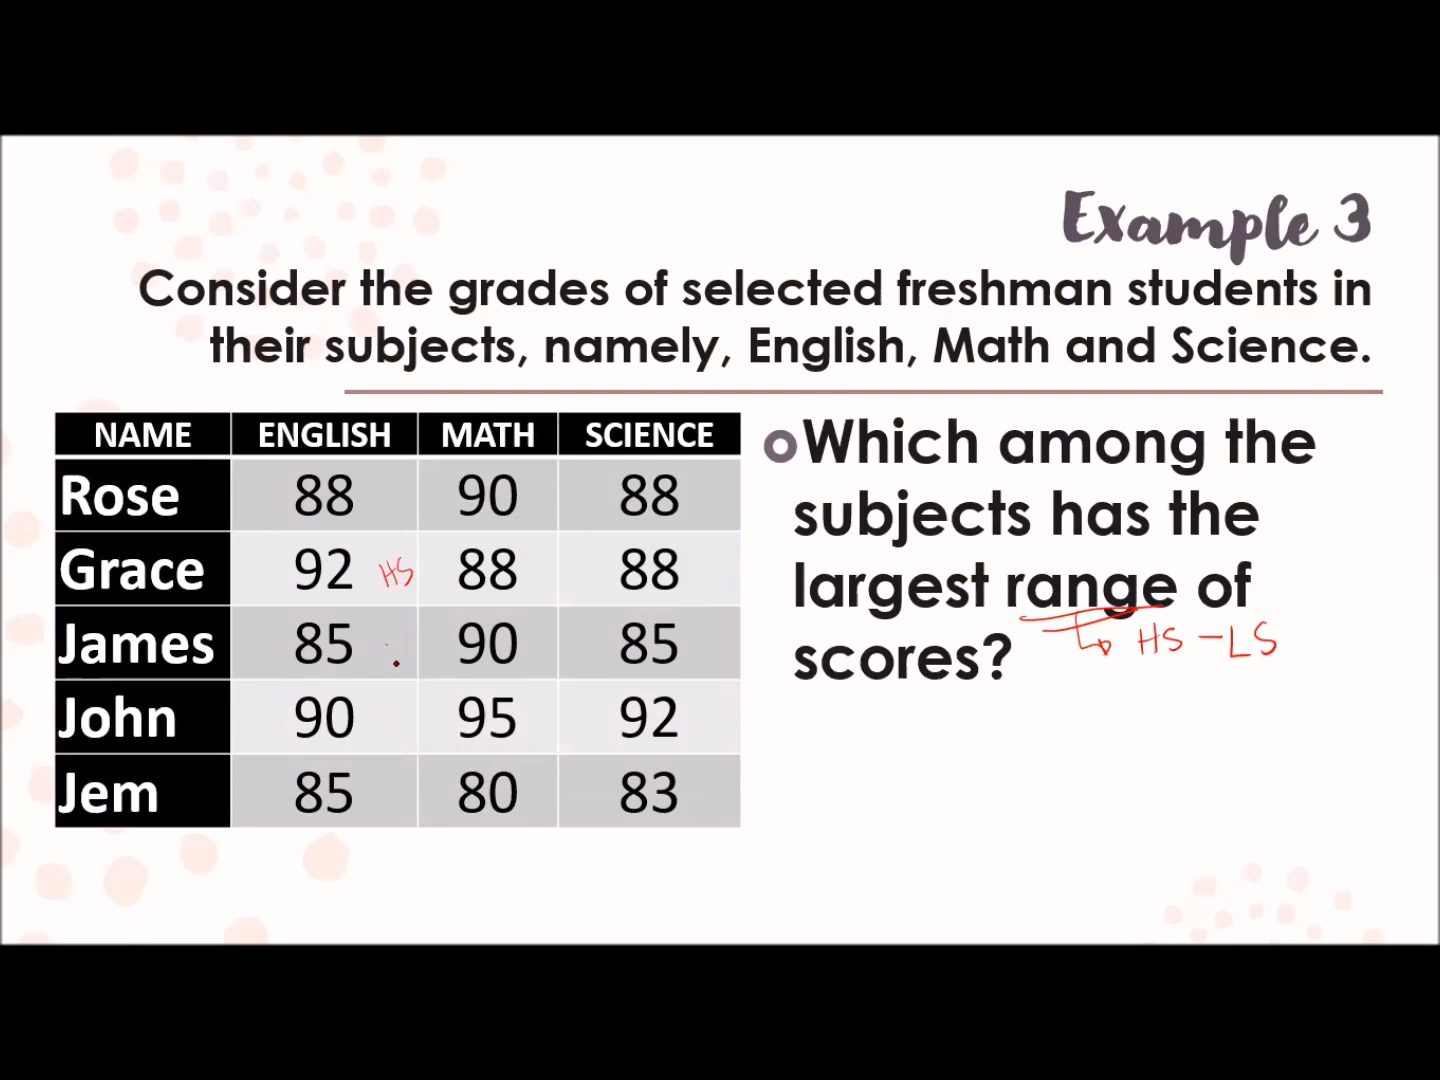 Example 3
Consider the grades of selected freshman students in
their subjects, namely, English, Math and Science.
NAME ENGLISH MATH SCIENCE
Rose 88 90 88
Grace 92 HS 88 88
James 85 90 85
John 90 95 92
Jem 85 80 83
Which among the
subjects has the
largest range of
scores?
HS - LS